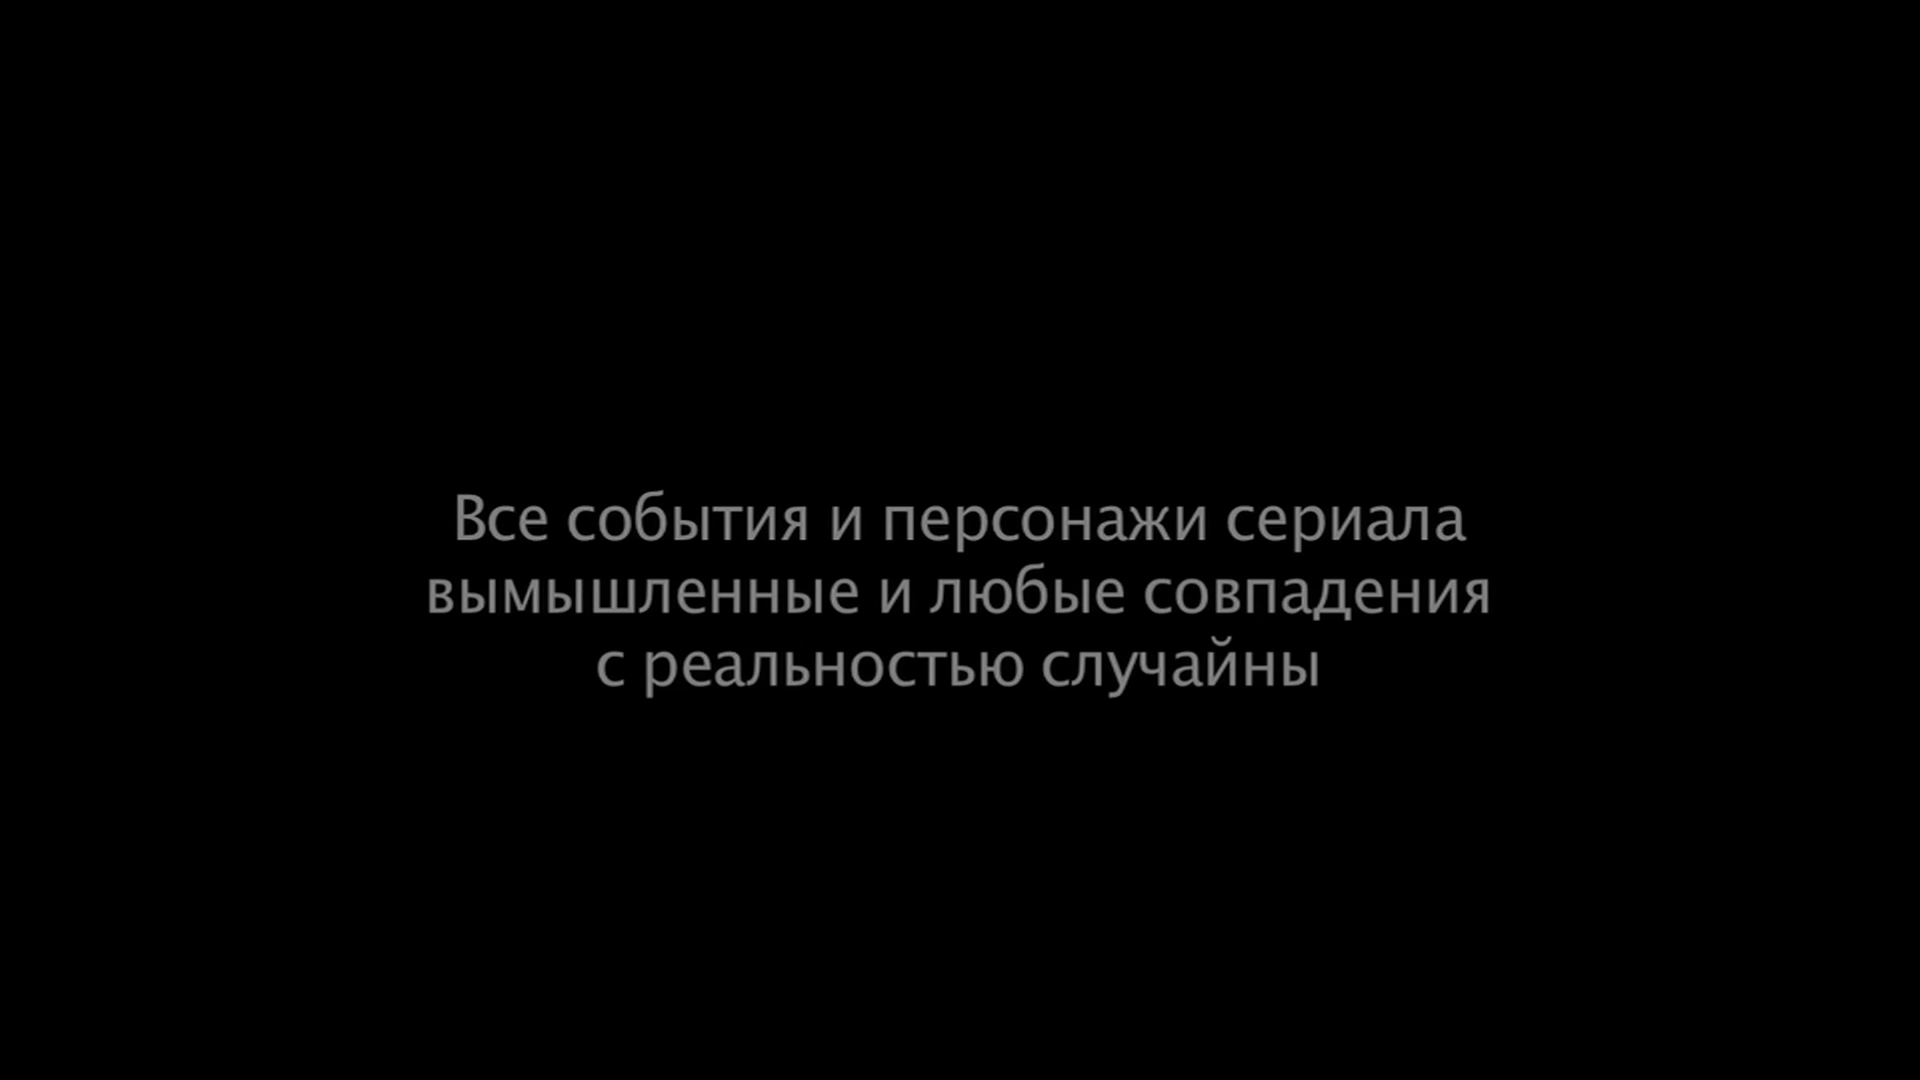 Все события и персонажи сериала
вымышленные и любые совпадения
с реальностью случайны